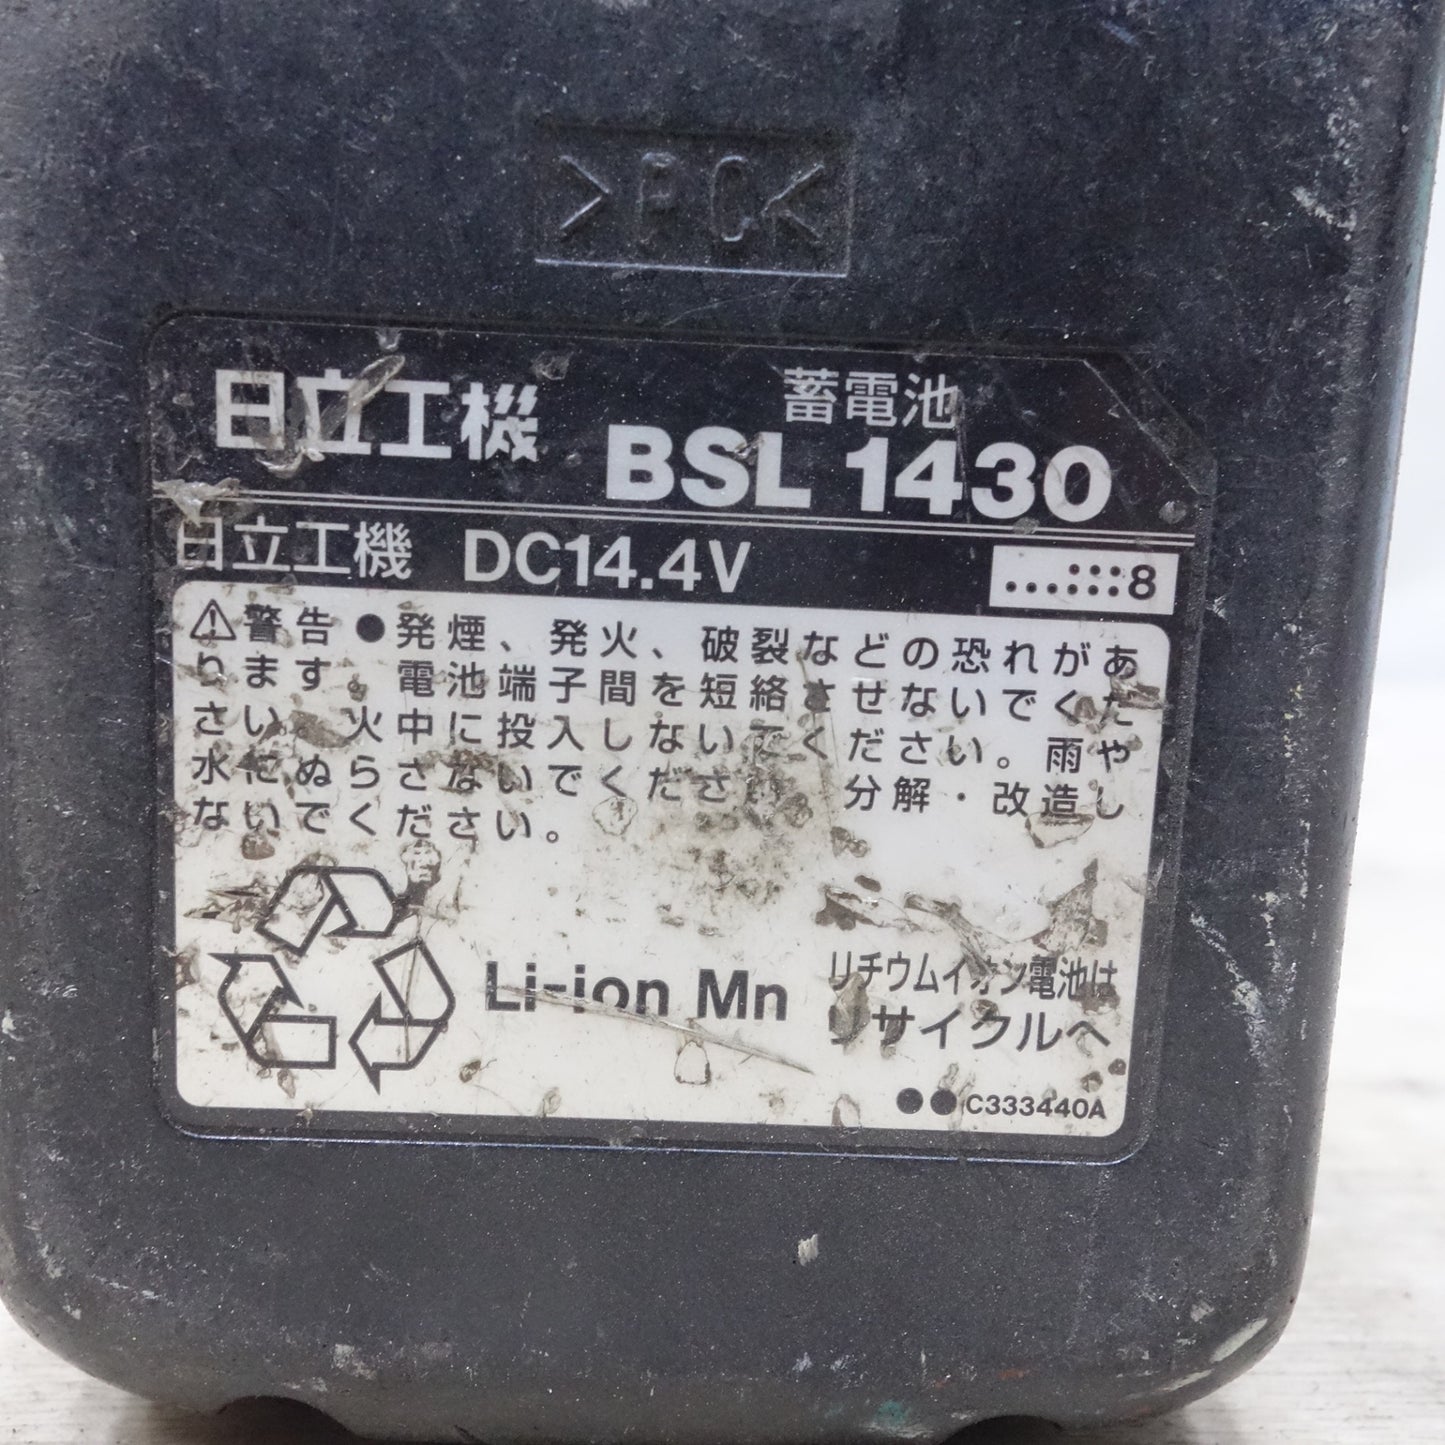 >PC<
日立工機
蓄電池
BSL 1430
日立工機 DC14.4V
8
警告 ●発煙、発火、破裂などの恐れがあ
ります。電池端子間を短絡させないでくだ
さい。火中に投入しないでください。雨や
水にぬらさないでください 分解・改造し
ないでください。
Li-ion Mn
リチウムイオン電池は
リサイクルへ
●●C333440A